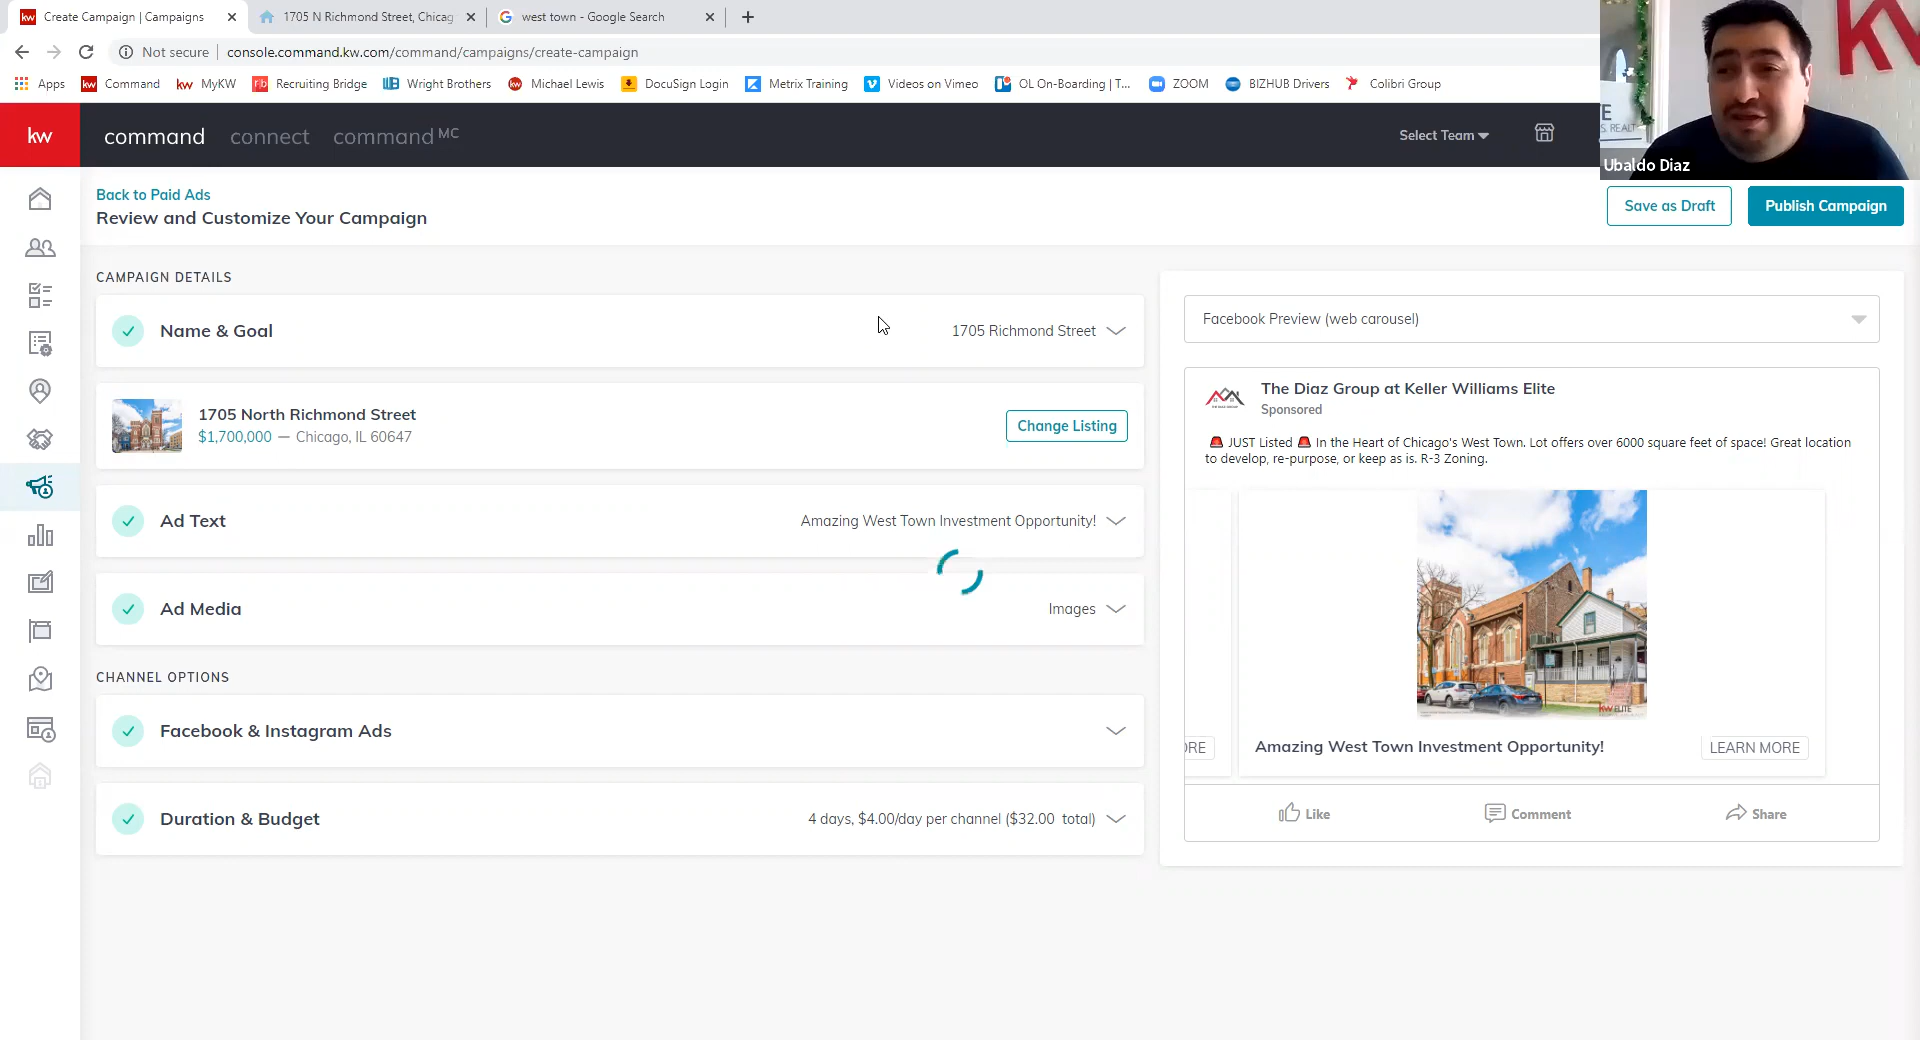 Create Campaign | Campaigns
1705 N Richmond Street, Chicag
west town - Google Search
Not secure
console.command.kw.com/command/campaigns/create-campaign
Apps
Command
MyKW
Recruiting Bridge
Wright Brothers
Michael Lewis
DocuSign Login
Metrix Training
Videos on Vimeo
OL On-Boarding | T...
ZOOM
BIZHUB Drivers
Colibri Group
kw
command
connect
command MC
Select Team
Ubaldo Diaz
Back to Paid Ads
Review and Customize Your Campaign
Save as Draft
Publish Campaign
CAMPAIGN DETAILS
Name & Goal
1705 Richmond Street
1705 North Richmond Street
$1,700,000 — Chicago, IL 60647
Change Listing
Ad Text
Amazing West Town Investment Opportunity!
Ad Media
Images
CHANNEL OPTIONS
Facebook & Instagram Ads
Duration & Budget
4 days, $4.00/day per channel ($32.00 total)
Facebook Preview (web carousel)
The Diaz Group at Keller Williams Elite
Sponsored
🚨 JUST Listed 🚨 In the Heart of Chicago's West Town. Lot offers over 6000 square feet of space! Great location
to develop, re-purpose, or keep as is. R-3 Zoning.
KW ELITE
ORE
Amazing West Town Investment Opportunity!
LEARN MORE
Like
Comment
Share